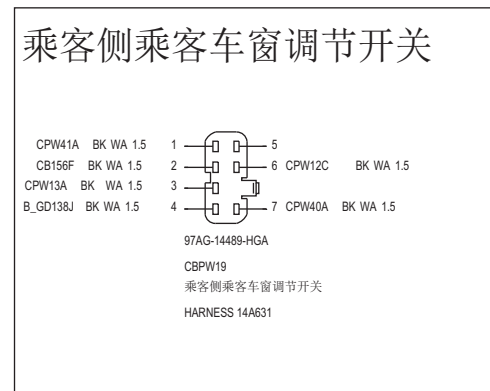 乘客侧乘客车窗调节开关
CPW41A BK WA 1.5 1 5
CB156F BK WA 1.5 2 6 CPW12C BK WA 1.5
CPW13A BK WA 1.5 3
B_GD138J BK WA 1.5 4 7 CPW40A BK WA 1.5
97AG-14489-HGA
CBPW19
乘客侧乘客车窗调节开关
HARNESS 14A631